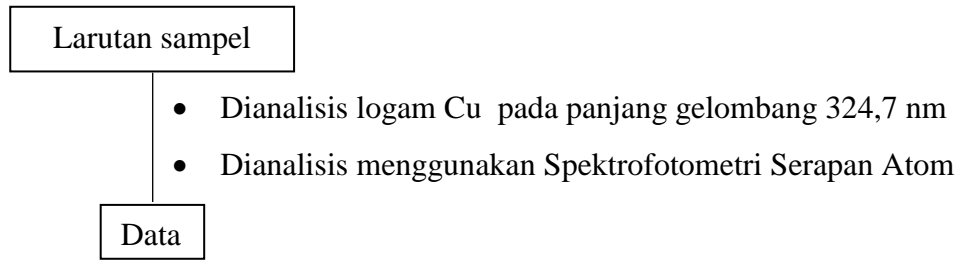 Larutan sampel
• Dianalisis logam Cu pada panjang gelombang 324,7 nm
• Dianalisis menggunakan Spektrofotometri Serapan Atom
Data